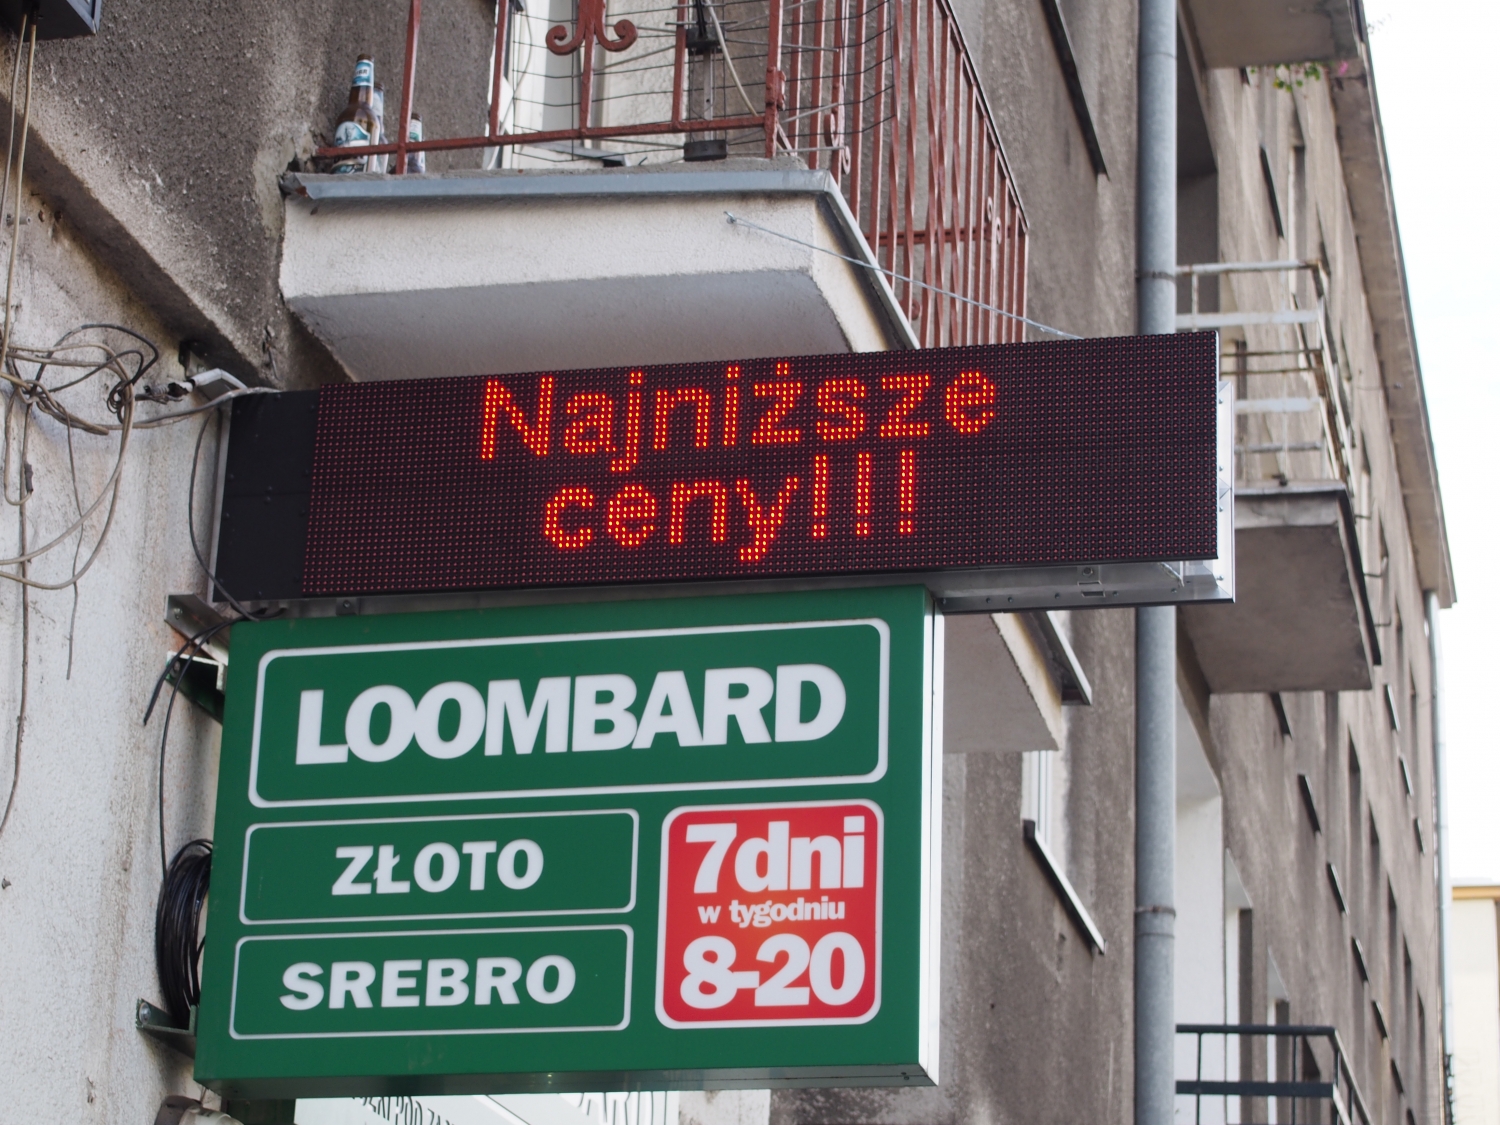 Najniższe
ceny!!!
LOOMBARD
ZŁOTO
SREBRO
7dni
w tygodniu
8-20